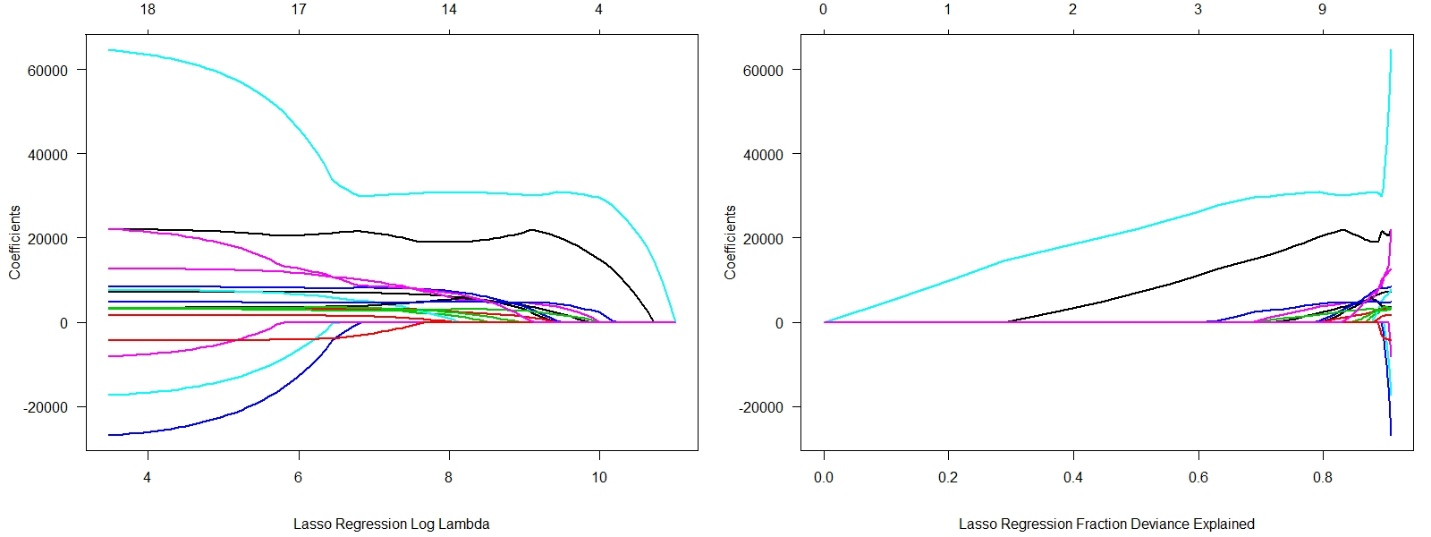 18 17 14 4
Coefficients
60000
40000
20000
0
-20000
4 6 8 10
Lasso Regression Log Lambda
0 1 2 3 9
Coefficients
60000
40000
20000
0
-20000
0.0 0.2 0.4 0.6 0.8
Lasso Regression Fraction Deviance Explained